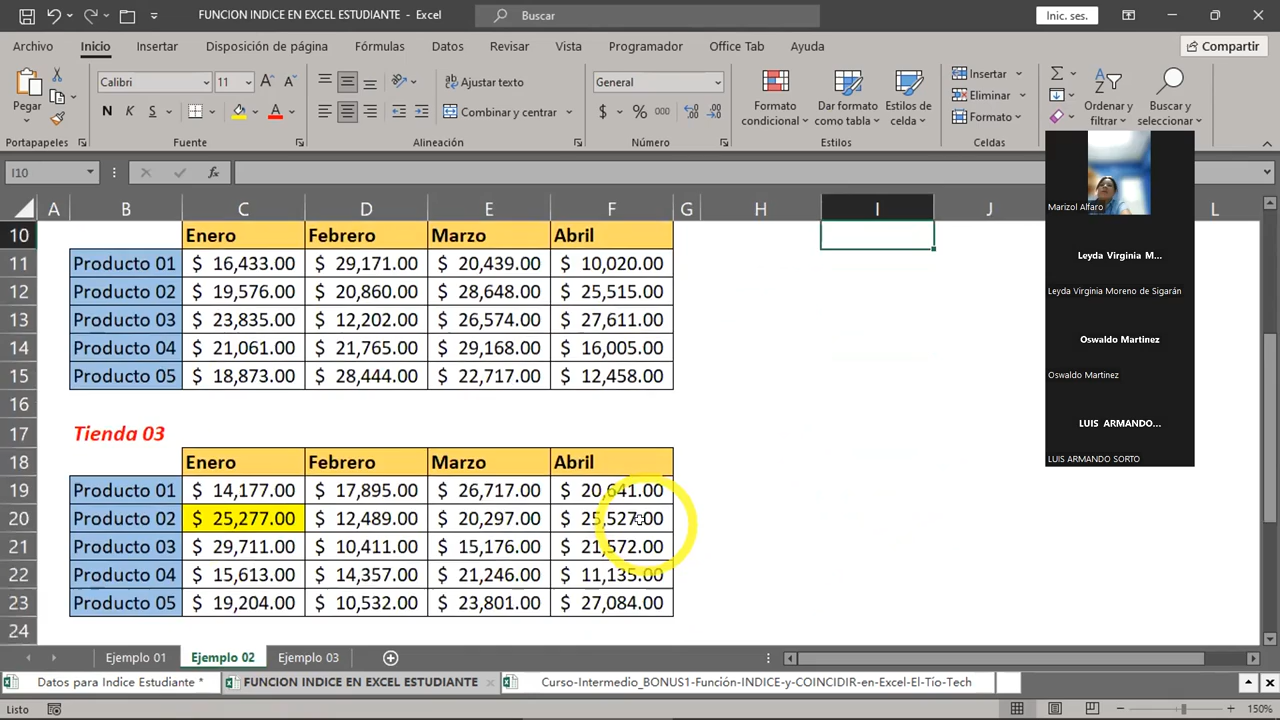 FUNCION INDICE EN EXCEL ESTUDIANTE - Excel
Buscar
Inic. ses.
Archivo Inicio Insertar Disposición de página Fórmulas Datos Revisar Vista Programador Office Tab Ayuda
Compartir
Pegar
Calibri 11
N K S
Ajustar texto
Combinar y centrar
General
$ % 000
Formato condicional
Dar formato como tabla
Estilos de celda
Insertar
Eliminar
Formato
Ordenar y filtrar
Buscar y seleccionar
Portapapeles Fuente Alineación Número Estilos Celdas
I10
fx
A B C D E F G H I J L
10 Enero Febrero Marzo Abril
11 Producto 01 $ 16,433.00 $ 29,171.00 $ 20,439.00 $ 10,020.00
12 Producto 02 $ 19,576.00 $ 20,860.00 $ 28,648.00 $ 25,515.00
13 Producto 03 $ 23,835.00 $ 12,202.00 $ 26,574.00 $ 27,611.00
14 Producto 04 $ 21,061.00 $ 21,765.00 $ 29,168.00 $ 16,005.00
15 Producto 05 $ 18,873.00 $ 28,444.00 $ 22,717.00 $ 12,458.00
16
17 Tienda 03
18 Enero Febrero Marzo Abril
19 Producto 01 $ 14,177.00 $ 17,895.00 $ 26,717.00 $ 20,641.00
20 Producto 02 $ 25,277.00 $ 12,489.00 $ 20,297.00 $ 25,527.00
21 Producto 03 $ 29,711.00 $ 10,411.00 $ 15,176.00 $ 21,572.00
22 Producto 04 $ 15,613.00 $ 14,357.00 $ 21,246.00 $ 11,135.00
23 Producto 05 $ 19,204.00 $ 10,532.00 $ 23,801.00 $ 27,084.00
24
Marizol Alfaro
Leyda Virginia M...
Leyda Virginia Moreno de Sigarán
Oswaldo Martinez
Oswaldo Martinez
LUIS ARMANDO...
LUIS ARMANDO SORTO
Ejemplo 01 Ejemplo 02 Ejemplo 03
Datos para Indice Estudiante * FUNCION INDICE EN EXCEL ESTUDIANTE Curso-Intermedio_BONUS1-Función-INDICE-y-COINCIDIR-en-Excel-El-Tío-Tech
Listo
150%